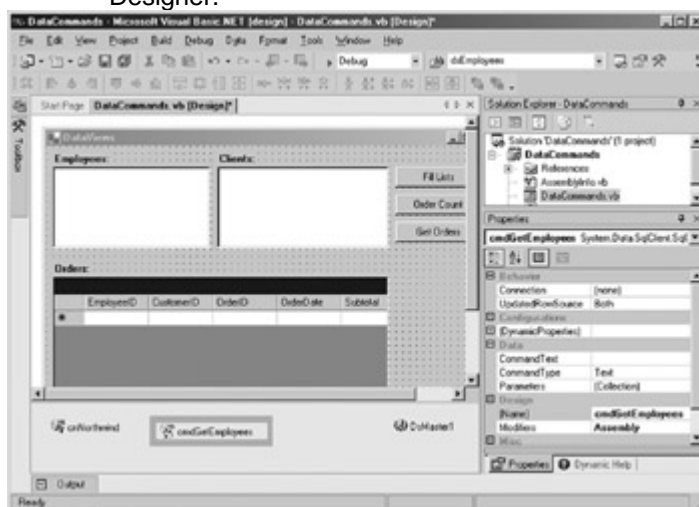 Designer.
DataCommands - Microsoft Visual Basic.NET [design] - DataCommands.vb [Design]*
File Edit View Project Build Debug Data Format Tools Window Help
Debug dsEmployees
Start Page DataCommands.vb [Design]*
Toolbox
DataViews
Employees: Clients:
Fill Lists
Order Count
Get Orders
Orders:
EmployeeID CustomerID OrderID OrderDate Subtotal
cnNorthwind cmdGetEmployees DsMaster1
Output
Ready
Solution Explorer - DataCommands
Solution 'DataCommands' (1 project)
DataCommands
References
AssemblyInfo.vb
DataCommands.vb
Properties
cmdGetEmployees System.Data.SqlClient.Sql
Behavior
Connection (none)
UpdatedRowSource Both
Configurations
(DynamicProperties)
Data
CommandText
CommandType Text
Parameters (Collection)
Design
(Name) cmdGetEmployees
Modifiers Assembly
Misc
Properties Dynamic Help